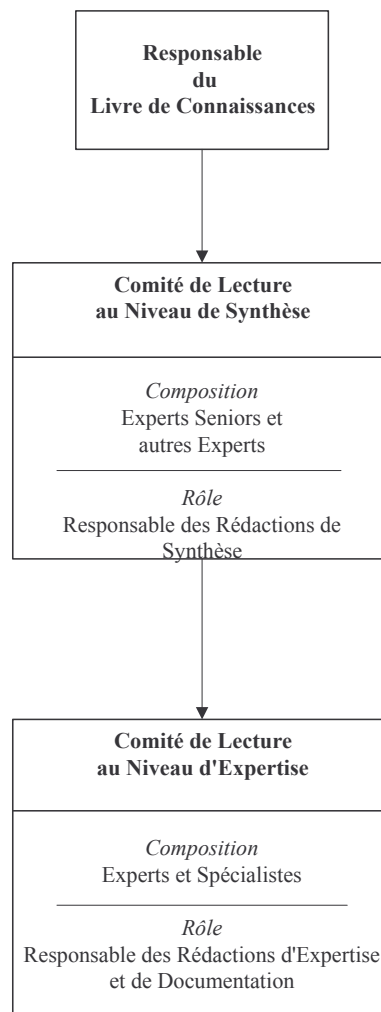 Responsable
du
Livre de Connaissances
Comité de Lecture
au Niveau de Synthèse
Composition
Experts Seniors et
autres Experts
Rôle
Responsable des Rédactions de
Synthèse
Comité de Lecture
au Niveau d'Expertise
Composition
Experts et Spécialistes
Rôle
Responsable des Rédactions d'Expertise
et de Documentation